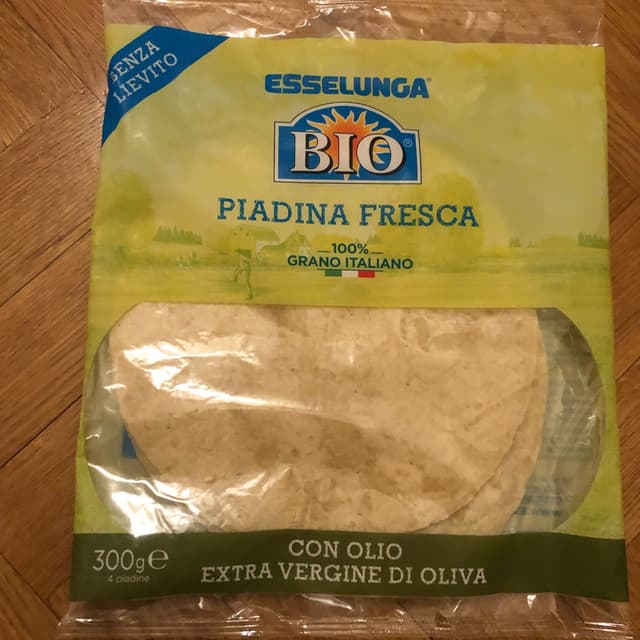 SENZA
LIEVITO
ESSELUNGA®
BIO®
PIADINA FRESCA
100%
GRANO ITALIANO
300g℮
4 piadine
CON OLIO
EXTRA VERGINE DI OLIVA